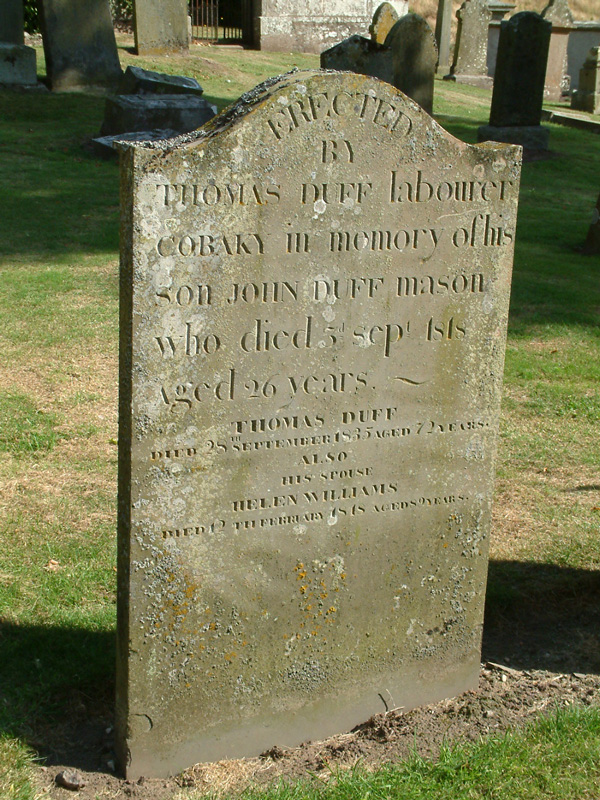 ERECTED
BY
THOMAS DUFF labourer
COBAKY in memory of his
son JOHN DUFF mason
who died 5d sept 1818
Aged 26 years. ~
THOMAS DUFF
DIED 28TH SEPTEMBER 1835 AGED 72 YEARS.
ALSO
HIS SPOUSE
HELEN WILLIAMS
DIED 12TH FEBRUARY 1848 AGED 89 YEARS.